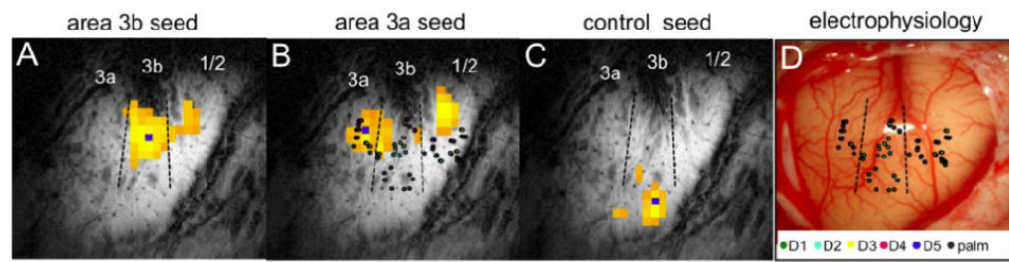 area 3b seed
area 3a seed
control seed
electrophysiology
A
3a
3b
1/2
B
3a
3b
1/2
C
3a
3b
1/2
D
D1 D2 D3 D4 D5 palm